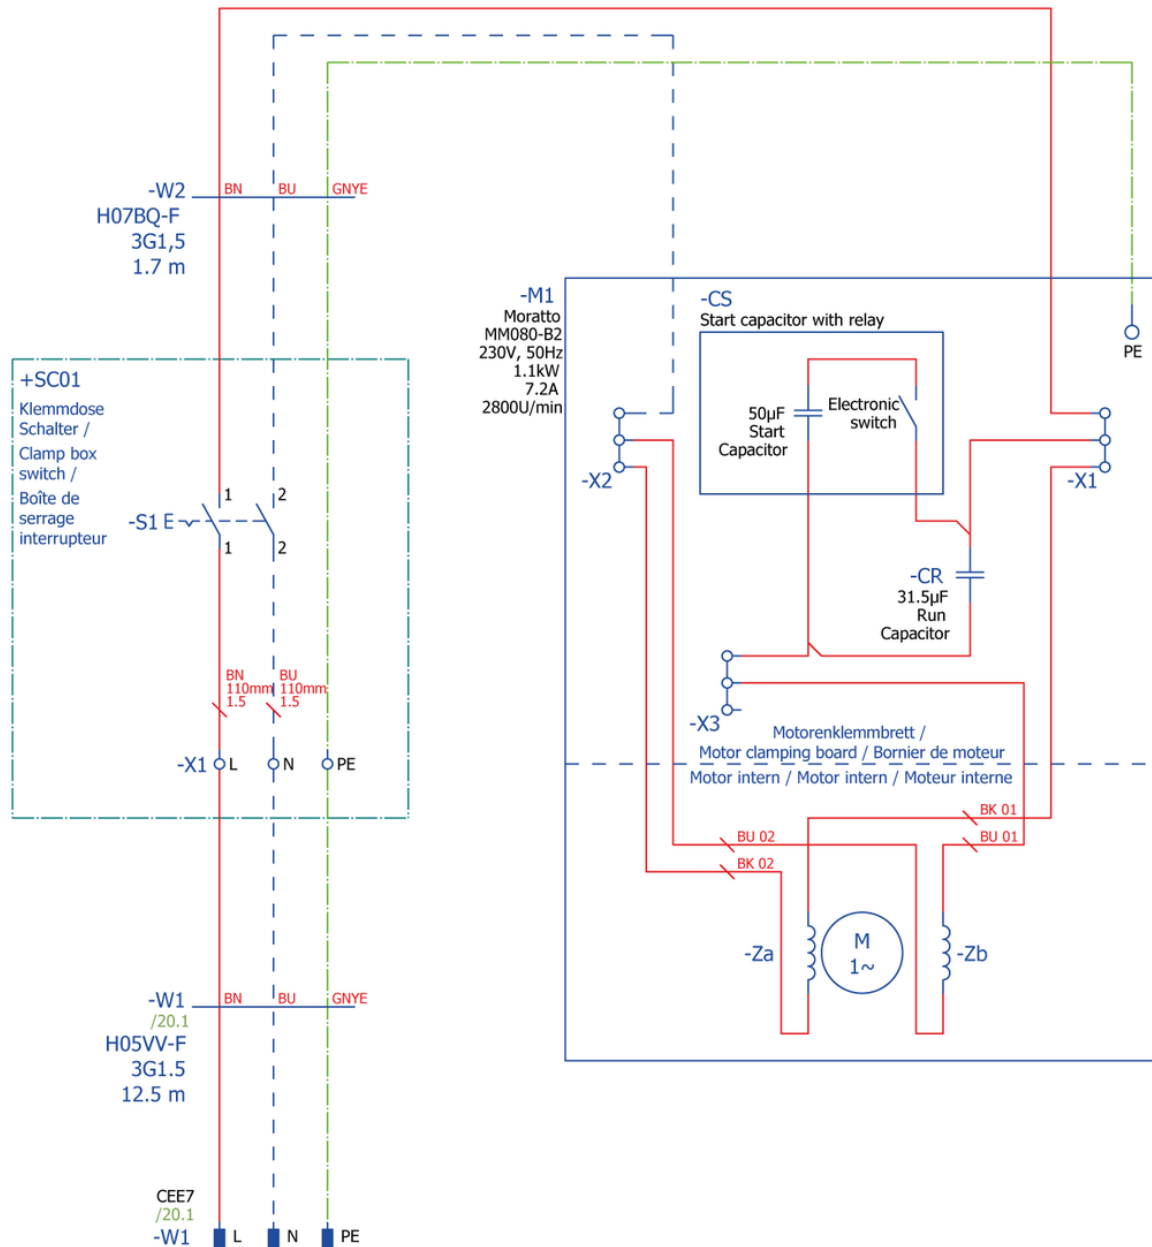 -W2
BN
BU
GNYE
H07BQ-F
3G1,5
1.7 m
-M1
Moratto
MM080-B2
230V, 50Hz
1.1kW
7.2A
2800U/min
-CS
Start capacitor with relay
50µF
Start
Capacitor
Electronic
switch
PE
-X2
-X1
-CR
31.5µF
Run
Capacitor
-X3
Motorenklemmbrett /
Motor clamping board / Bornier de moteur
Motor intern / Motor intern / Moteur interne
BK 01
BU 02
BU 01
BK 02
-Za
M
1~
-Zb
+SC01
Klemmdose
Schalter /
Clamp box
switch /
Boîte de
serrage
interrupteur
1
2
-S1
1
2
BN
110mm
1.5
BU
110mm
1.5
-X1
L
N
PE
-W1
BN
BU
GNYE
/20.1
H05VV-F
3G1.5
12.5 m
CEE7
/20.1
-W1
L
N
PE